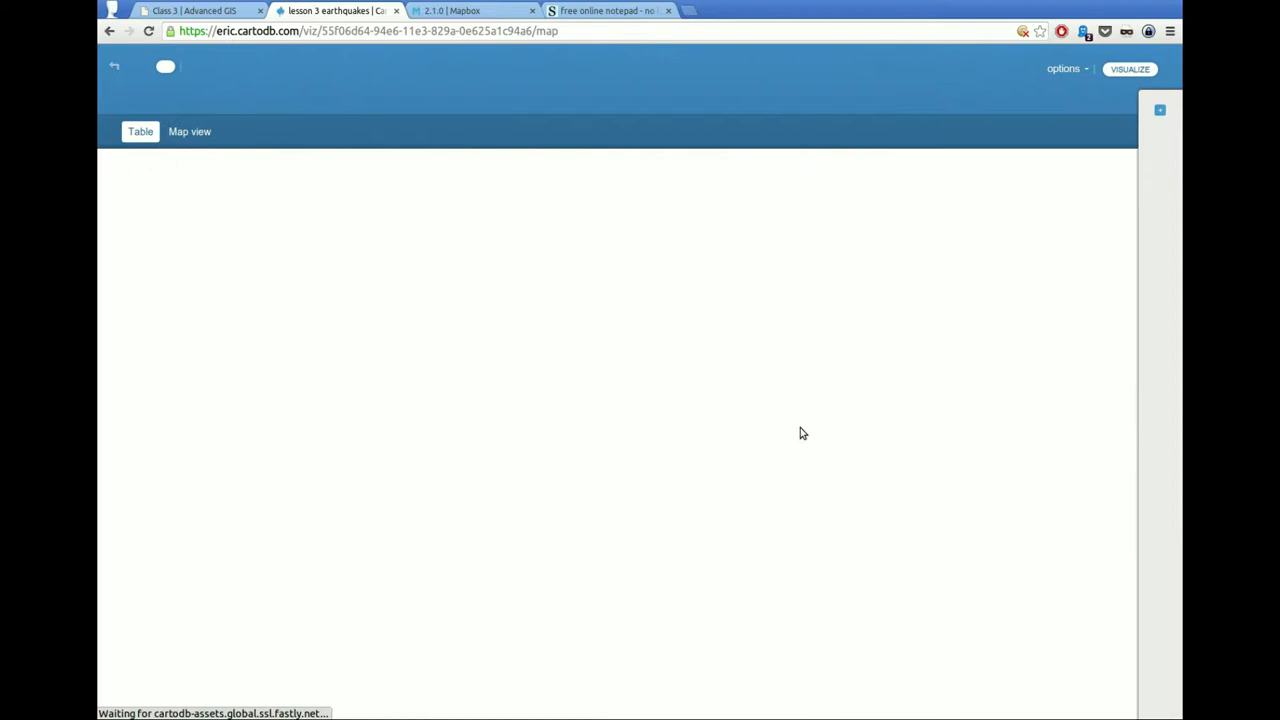 Class 3 | Advanced GIS
lesson 3 earthquakes | Ca
2.1.0 | Mapbox
free online notepad - no
https://eric.cartodb.com/viz/55f06d64-94e6-11e3-829a-0e625a1c94a6/map
2
options
VISUALIZE
Table
Map view
Waiting for cartodb-assets.global.ssl.fastly.net...